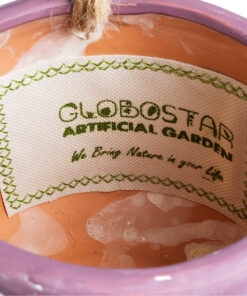 GLOBOSTAR
ARTIFICIAL GARDEN
We Bring Nature in your Life